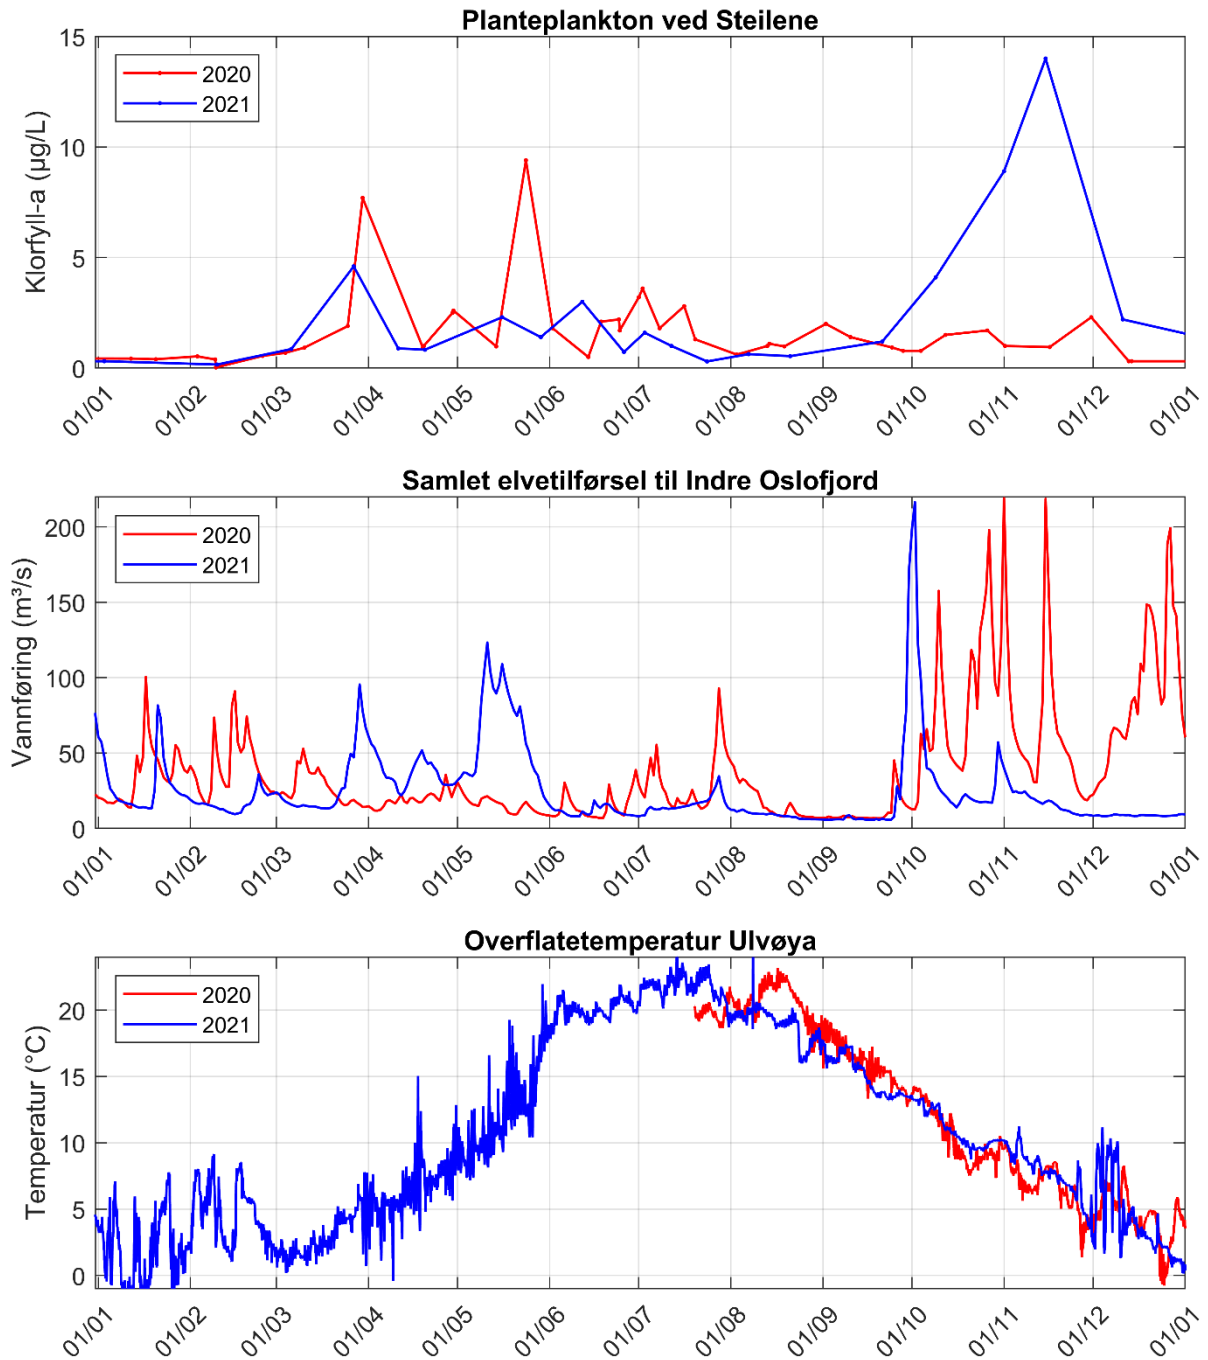 Planteplankton ved Steilene
15
10
5
0
Klorfyll-a (µg/L)
2020
2021
01/01 01/02 01/03 01/04 01/05 01/06 01/07 01/08 01/09 01/10 01/11 01/12 01/01
Samlet elvetilførsel til Indre Oslofjord
200
150
100
50
0
Vannføring (m³/s)
2020
2021
01/01 01/02 01/03 01/04 01/05 01/06 01/07 01/08 01/09 01/10 01/11 01/12 01/01
Overflatetemperatur Ulvøya
20
15
10
5
0
Temperatur (°C)
2020
2021
01/01 01/02 01/03 01/04 01/05 01/06 01/07 01/08 01/09 01/10 01/11 01/12 01/01